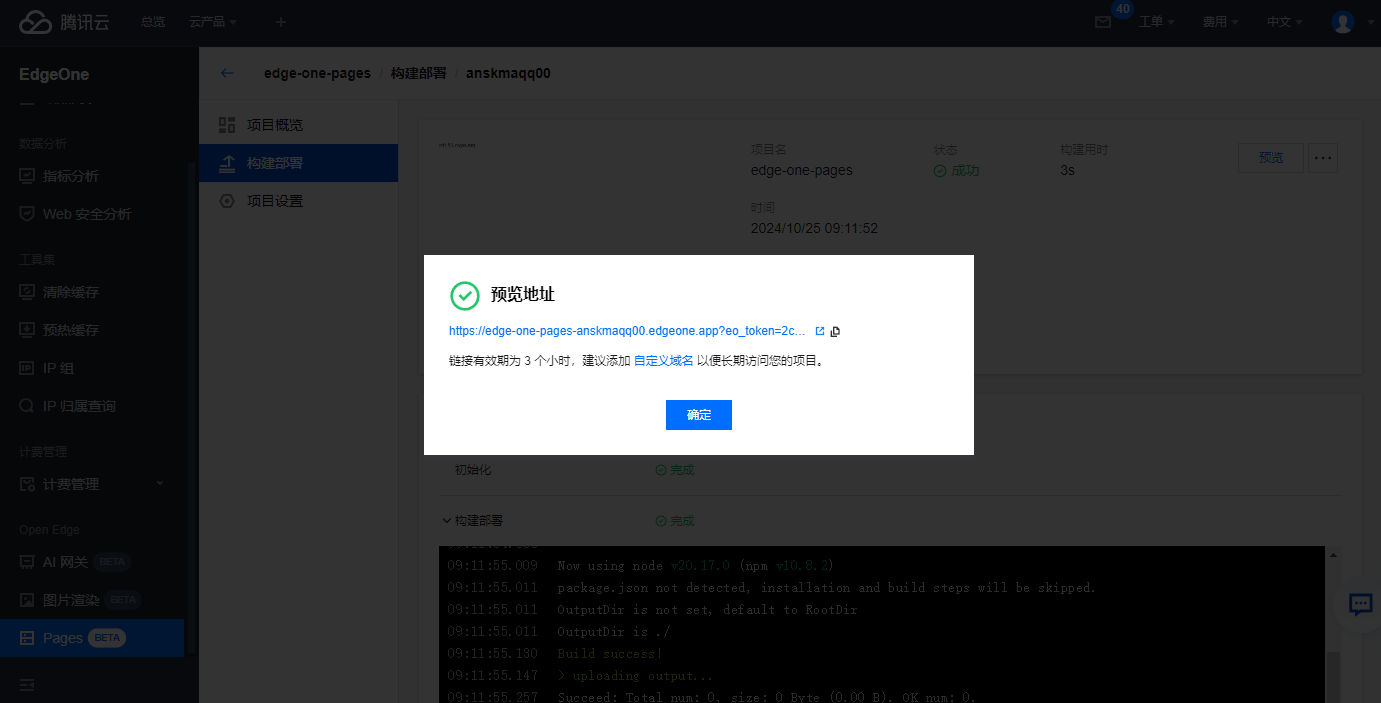 腾讯云 总览 云产品 40 工单 费用 中文
EdgeOne
edge-one-pages / 构建部署 / anskmaqq00
数据分析
指标分析
Web 安全分析
工具集
清除缓存
预热缓存
IP 组
IP 归属查询
计费管理
计费管理
Open Edge
AI 网关 BETA
图片渲染 BETA
Pages BETA
项目概览
构建部署
项目设置
项目名
edge-one-pages
状态
成功
构建用时
3s
预览
时间
2024/10/25 09:11:52
预览地址
https://edge-one-pages-anskmaqq00.edgeone.app?eo_token=2c...
链接有效期为 3 个小时，建议添加 自定义域名 以便长期访问您的项目。
确定
初始化 完成
构建部署 完成
09:11:55.009 Now using node v20.17.0 (npm v10.8.2)
09:11:55.011 package.json not detected, installation and build steps will be skipped.
09:11:55.011 OutputDir is not set, default to RootDir
09:11:55.011 OutputDir is ./
09:11:55.130 Build success!
09:11:55.147 > uploading output...
09:11:55.257 Succeed: Total num: 0, size: 0 Byte (0.00 B). OK num: 0.